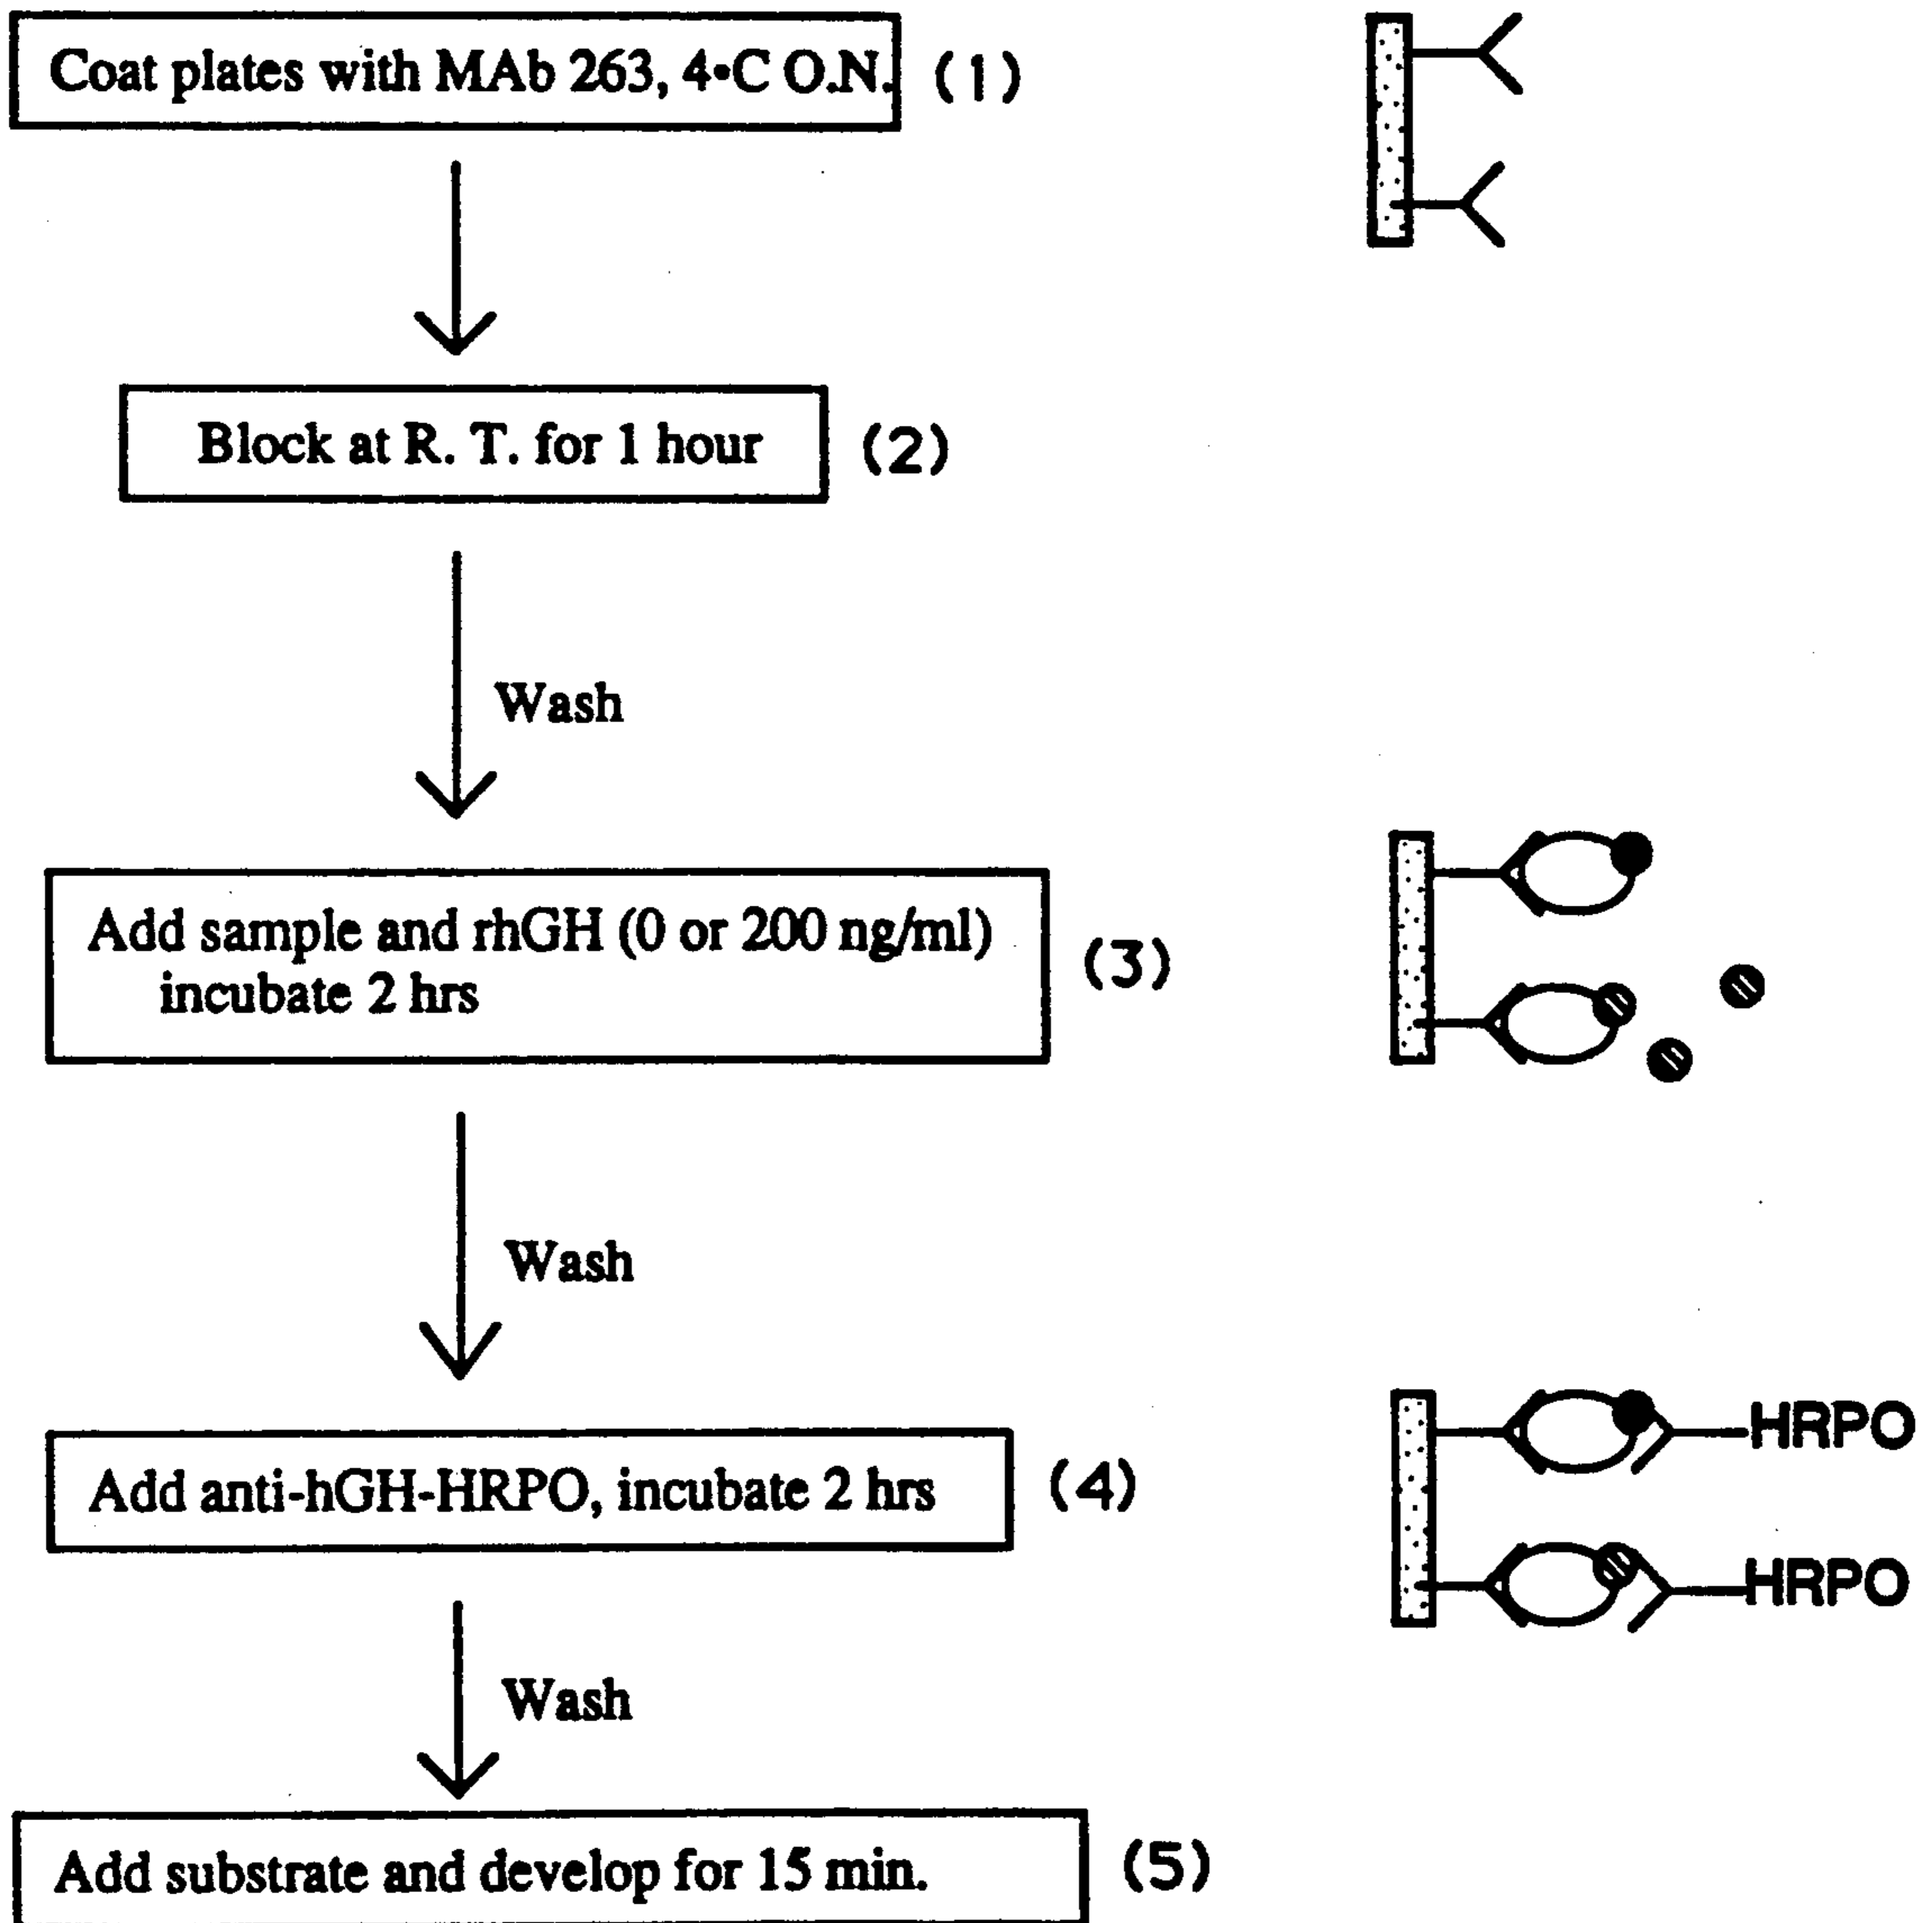 Coat plates with MAb 263, 4•C O.N. (1)
Block at R. T. for 1 hour (2)
Wash
Add sample and rhGH (0 or 200 ng/ml)
incubate 2 hrs
(3)
Wash
Add anti-hGH-HRPO, incubate 2 hrs (4)
HRPO
HRPO
Wash
Add substrate and develop for 15 min. (5)